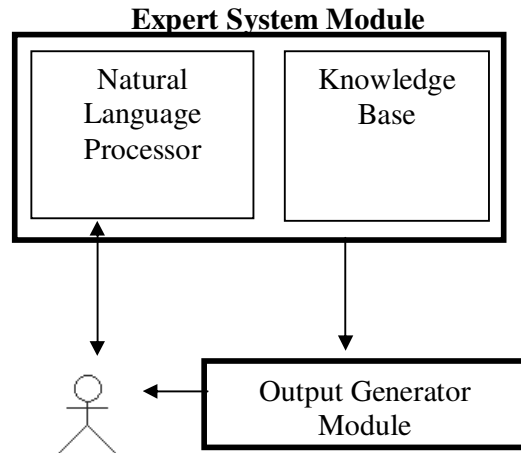 Expert System Module
Natural
Language
Processor
Knowledge
Base
Output Generator
Module